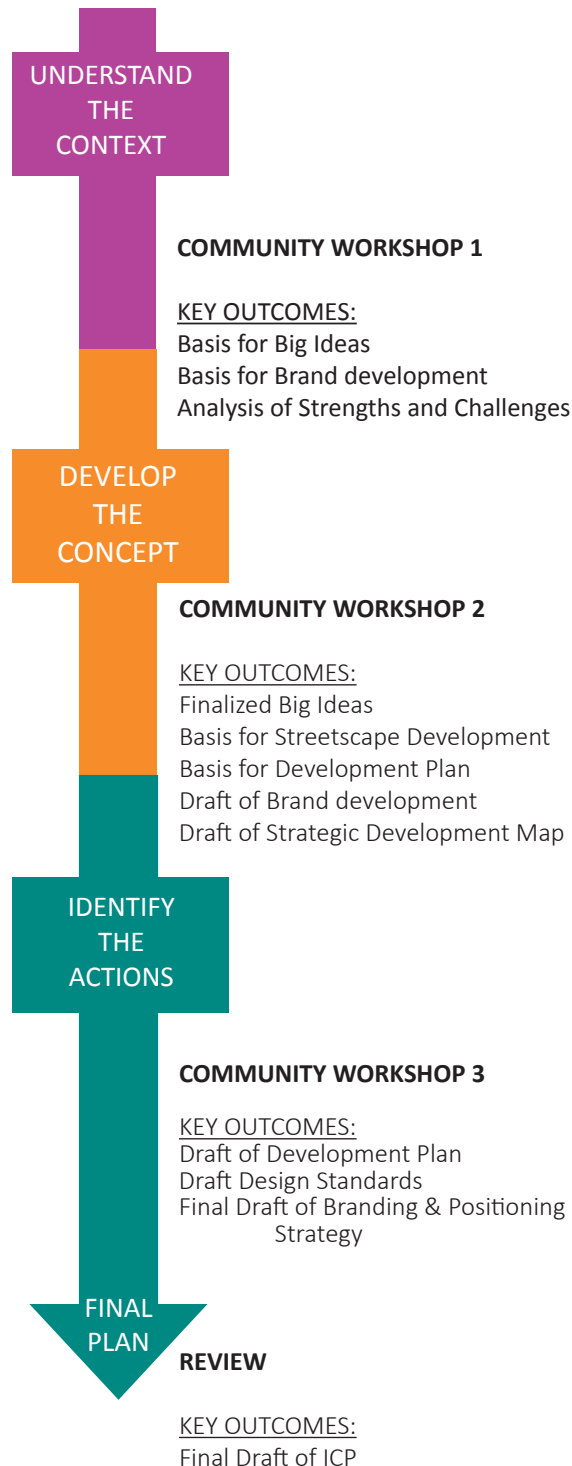 UNDERSTAND
THE
CONTEXT
COMMUNITY WORKSHOP 1
KEY OUTCOMES:
Basis for Big Ideas
Basis for Brand development
Analysis of Strengths and Challenges
DEVELOP
THE
CONCEPT
COMMUNITY WORKSHOP 2
KEY OUTCOMES:
Finalized Big Ideas
Basis for Streetscape Development
Basis for Development Plan
Draft of Brand development
Draft of Strategic Development Map
IDENTIFY
THE
ACTIONS
COMMUNITY WORKSHOP 3
KEY OUTCOMES:
Draft of Development Plan
Draft Design Standards
Final Draft of Branding & Positioning
Strategy
FINAL
PLAN
REVIEW
KEY OUTCOMES:
Final Draft of ICP